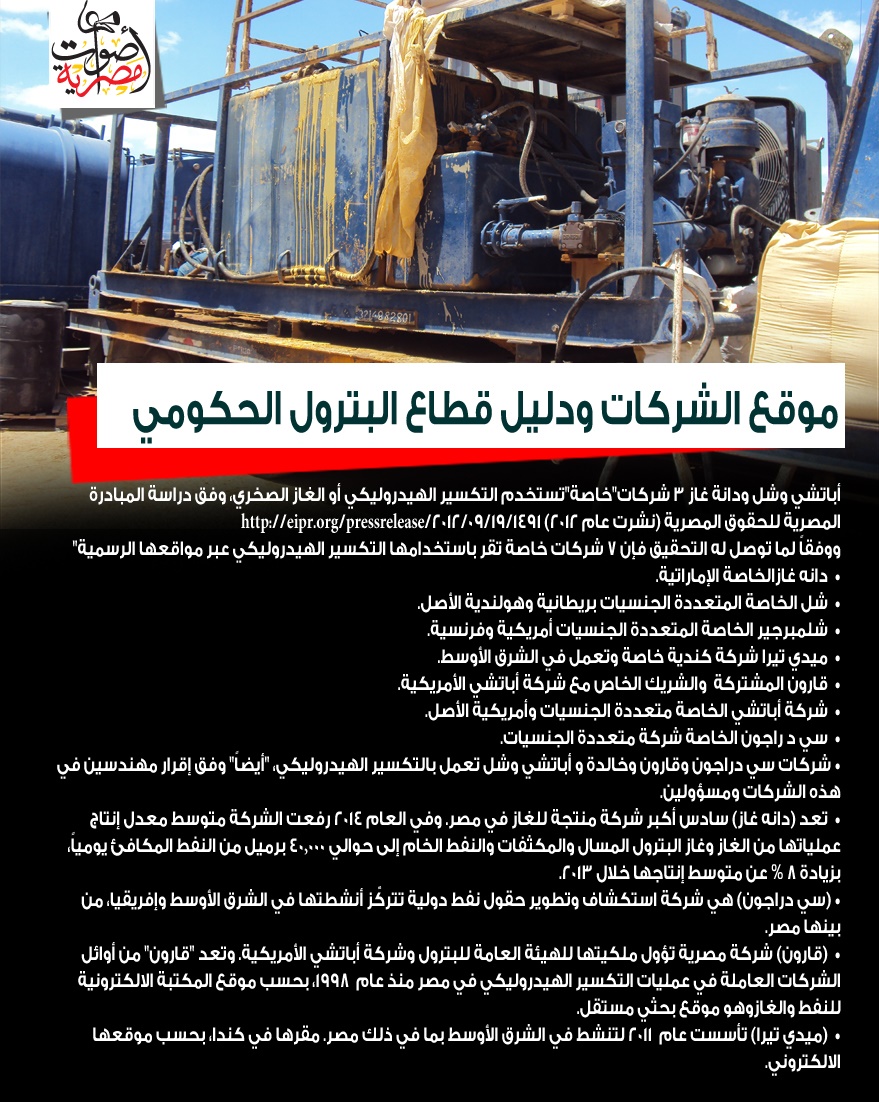 أصوات
مصرية
3214882801
موقع الشركات ودليل قطاع البترول الحكومي
أباتشي وشل ودانة غاز ٣ شركات"خاصة"تستخدم التكسير الهيدروليكي أو الغاز الصخري، وفق دراسة المبادرة
المصرية للحقوق المصرية (نشرت عام ٢٠١٢) http://eipr.org/pressrelease/٢٠١٢/٠٩/١٩/١٤٩١
ووفقاً لما توصل له التحقيق فإن ٧ شركات خاصة تقر باستخدامها التكسير الهيدروليكي عبر مواقعها الرسمية"
• دانه غازالخاصة الإماراتية.
• شل الخاصة المتعددة الجنسيات بريطانية وهولندية الأصل.
• شلمبرجير الخاصة المتعددة الجنسيات أمريكية وفرنسية.
• ميدي تيرا شركة كندية خاصة وتعمل في الشرق الأوسط.
• قارون المشتركة والشريك الخاص مع شركة أباتشي الأمريكية.
• شركة أباتشي الخاصة متعددة الجنسيات وأمريكية الأصل.
• سي د راجون الخاصة شركة متعددة الجنسيات.
• شركات سي دراجون وقارون وخالدة و أباتشي وشل تعمل بالتكسير الهيدروليكي، "أيضاً" وفق إقرار مهندسين في
هذه الشركات ومسؤولين.
• تعد (دانه غاز) سادس أكبر شركة منتجة للغاز في مصر. وفي العام ٢٠١٤ رفعت الشركة متوسط معدل إنتاج
عملياتها من الغاز وغاز البترول المسال والمكثفات والنفط الخام إلى حوالي ٤٠,٠٠٠ برميل من النفط المكافئ يومياً،
بزيادة ٨ % عن متوسط إنتاجها خلال ٢٠١٣.
• (سي دراجون) هي شركة استكشاف وتطوير حقول نفط دولية تتركّز أنشطتها في الشرق الأوسط وإفريقيا، من
بينها مصر.
• (قارون) شركة مصرية تؤول ملكيتها للهيئة العامة للبترول وشركة أباتشي الأمريكية. وتعد "قارون" من أوائل
الشركات العاملة في عمليات التكسير الهيدروليكي في مصر منذ عام ١٩٩٨، بحسب موقع المكتبة الالكترونية
للنفط والغازوهو موقع بحثي مستقل.
• (ميدي تيرا) تأسست عام ٢٠١١ لتنشط في الشرق الأوسط بما في ذلك مصر. مقرها في كندا، بحسب موقعها
الالكتروني.